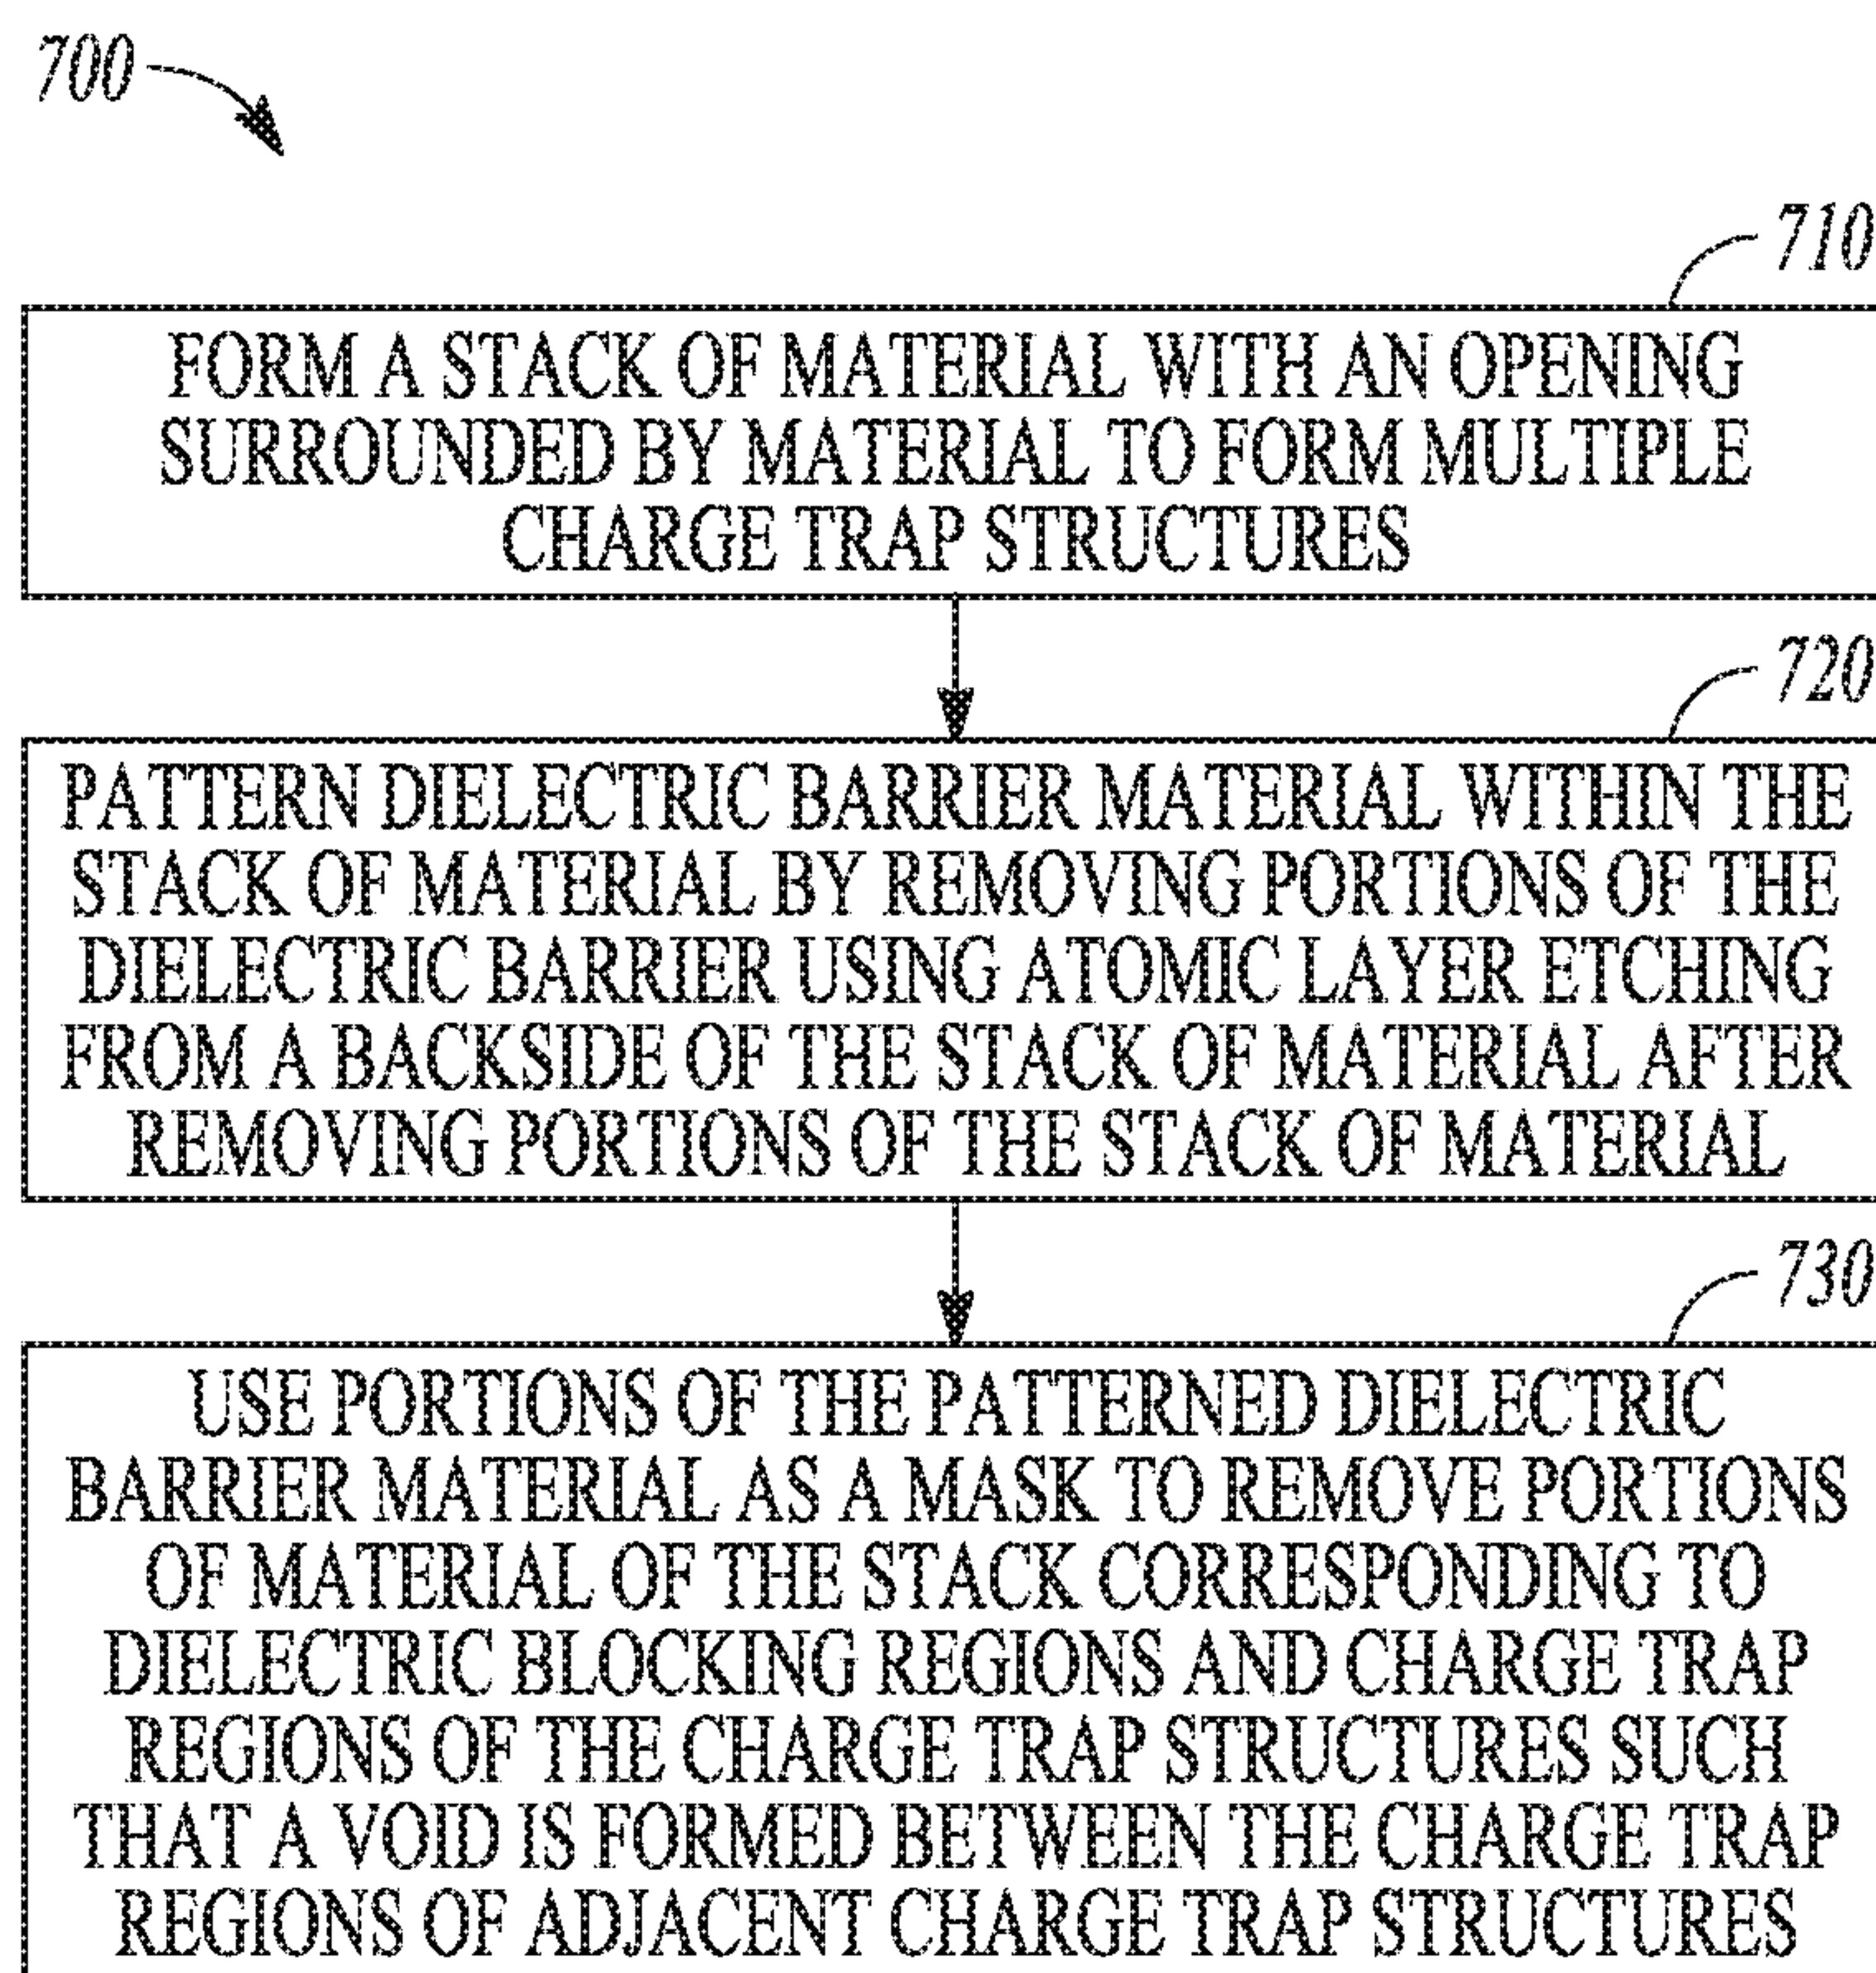 700
710
FORM A STACK OF MATERIAL WITH AN OPENING
SURROUNDED BY MATERIAL TO FORM MULTIPLE
CHARGE TRAP STRUCTURES
720
PATTERN DIELECTRIC BARRIER MATERIAL WITHIN THE
STACK OF MATERIAL BY REMOVING PORTIONS OF THE
DIELECTRIC BARRIER USING ATOMIC LAYER ETCHING
FROM A BACKSIDE OF THE STACK OF MATERIAL AFTER
REMOVING PORTIONS OF THE STACK OF MATERIAL
730
USE PORTIONS OF THE PATTERNED DIELECTRIC
BARRIER MATERIAL AS A MASK TO REMOVE PORTIONS
OF MATERIAL OF THE STACK CORRESPONDING TO
DIELECTRIC BLOCKING REGIONS AND CHARGE TRAP
REGIONS OF THE CHARGE TRAP STRUCTURES SUCH
THAT A VOID IS FORMED BETWEEN THE CHARGE TRAP
REGIONS OF ADJACENT CHARGE TRAP STRUCTURES